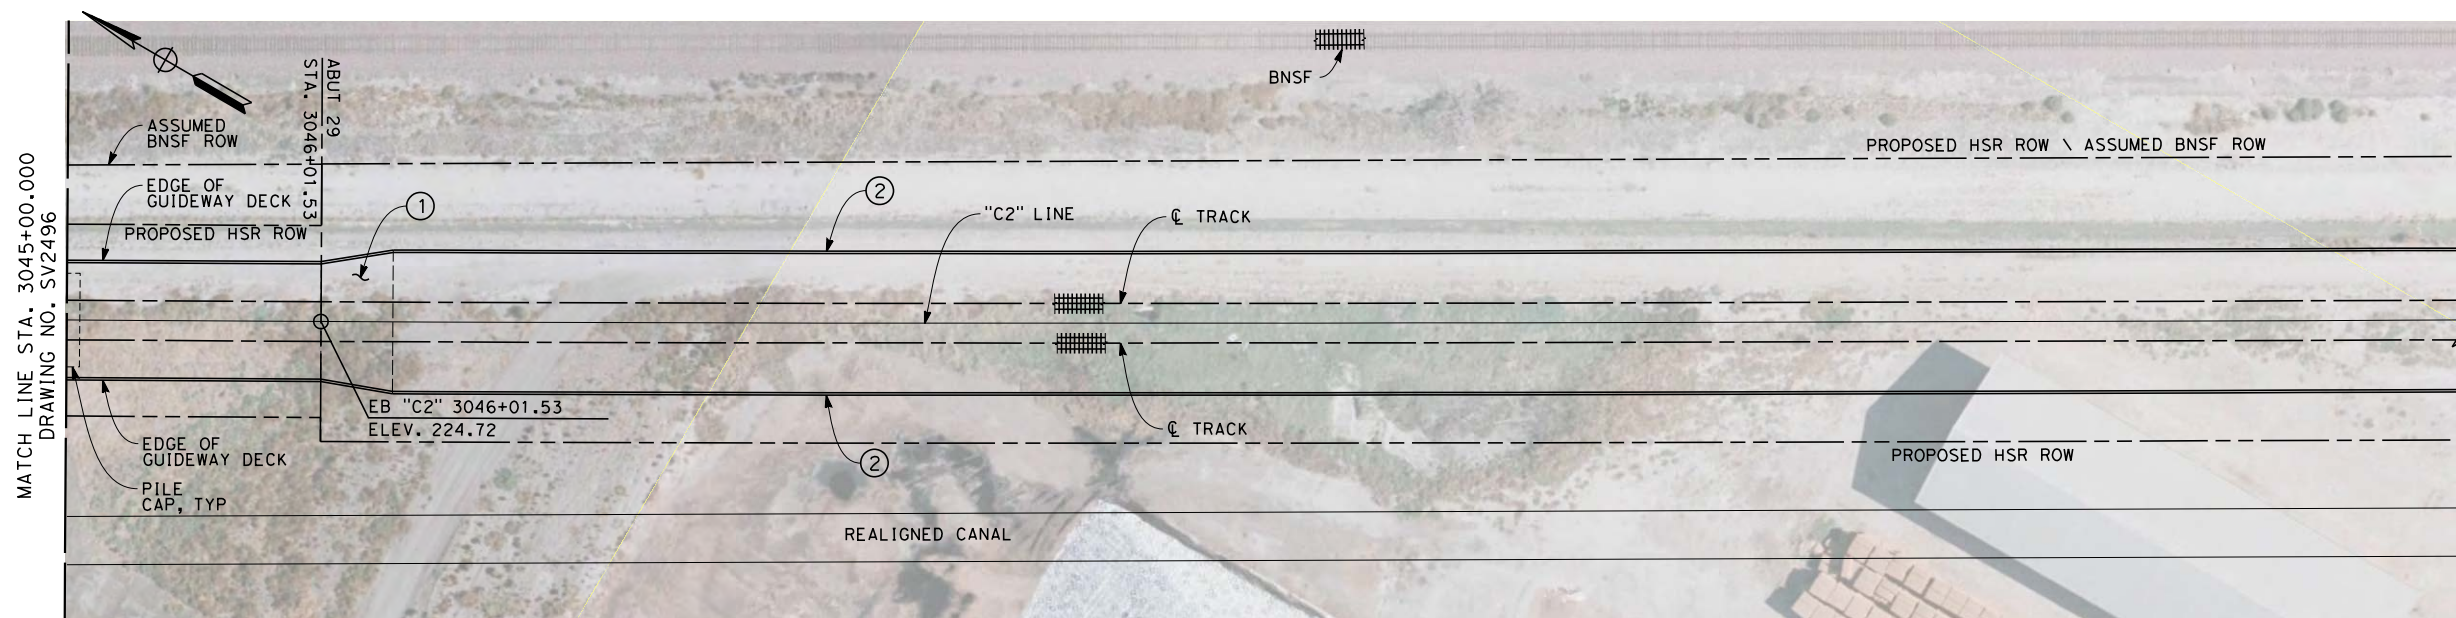 MATCH LINE STA. 3045+00.000
DRAWING NO. SV2496
ABUT 29
STA. 3046+01.53
ASSUMED
BNSF ROW
EDGE OF
GUIDEWAY DECK
PROPOSED HSR ROW
1
2
"C2" LINE
℄ TRACK
BNSF
PROPOSED HSR ROW \ ASSUMED BNSF ROW
EB "C2" 3046+01.53
ELEV. 224.72
EDGE OF
GUIDEWAY DECK
PILE
CAP, TYP
2
℄ TRACK
PROPOSED HSR ROW
REALIGNED CANAL